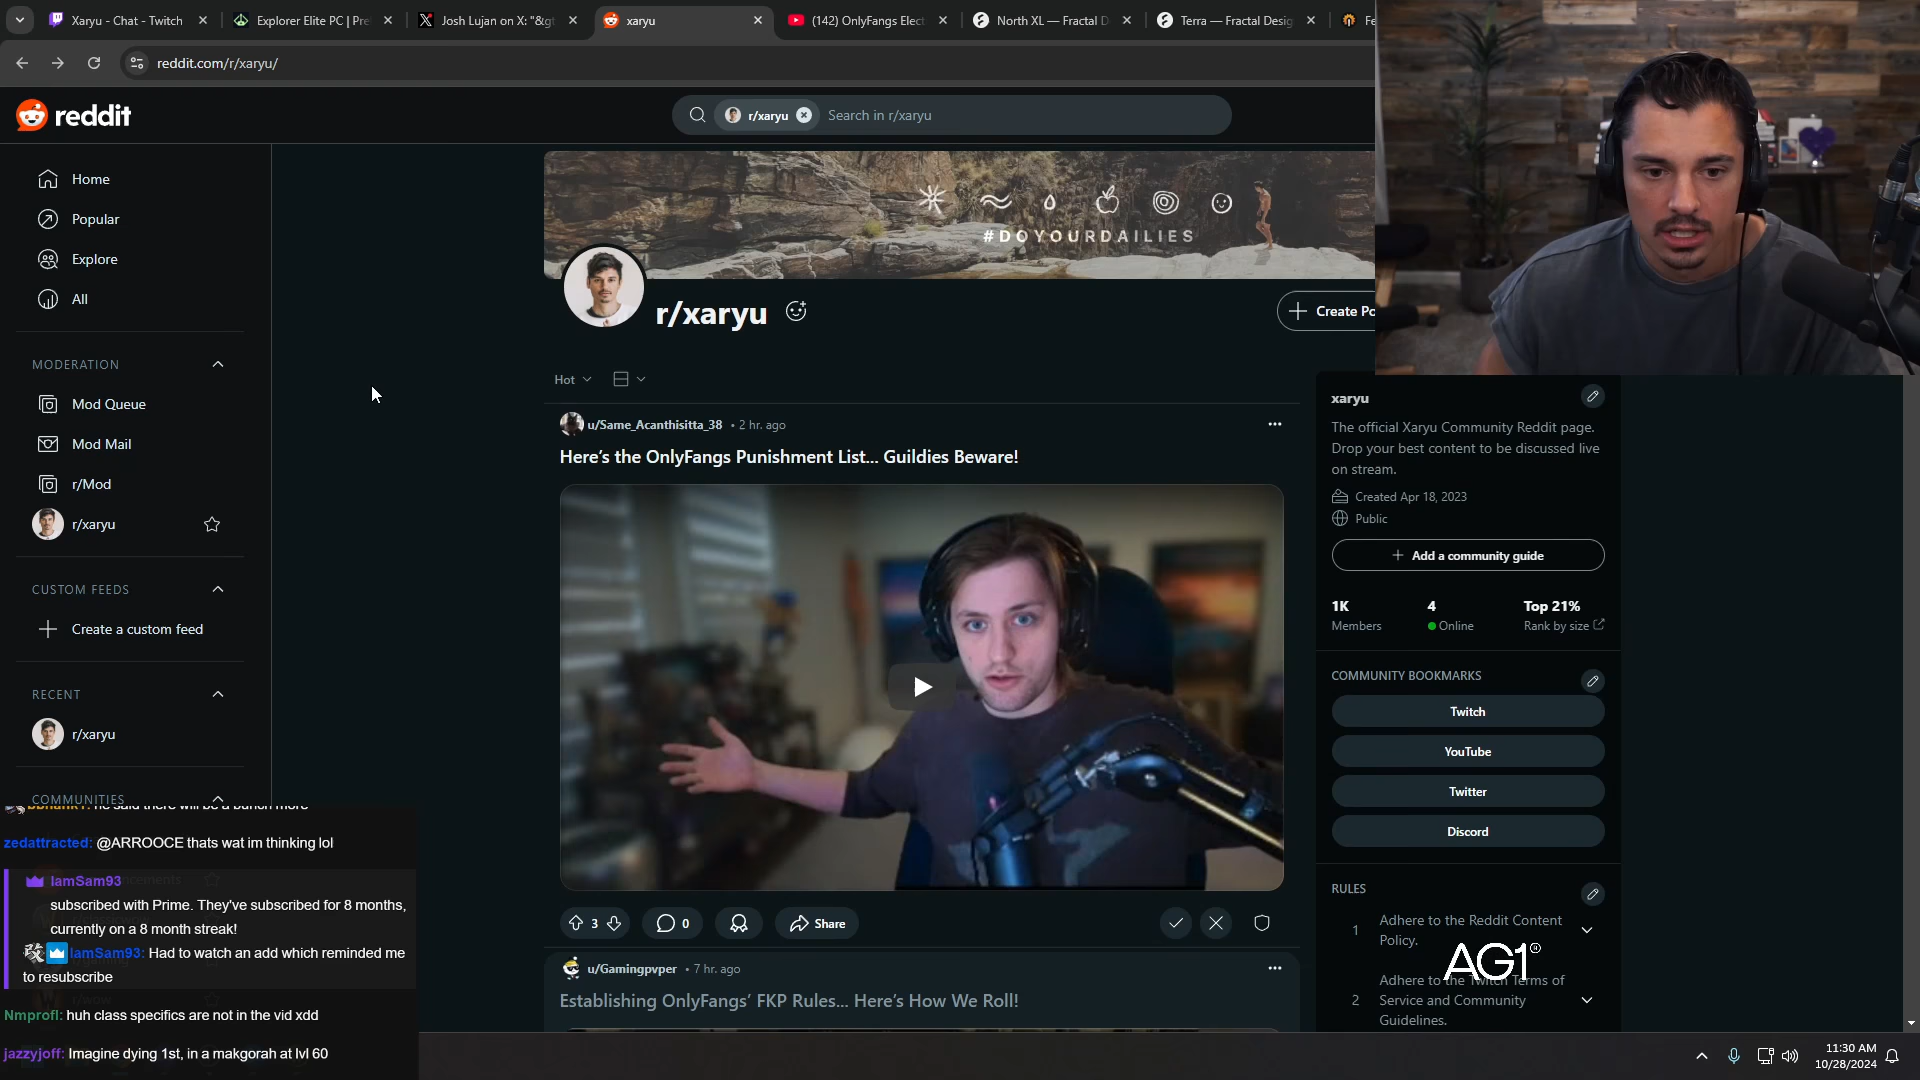 Xaryu - Chat - Twitch
Explorer Elite PC | Pre
Josh Lujan on X: "&gt
xaryu
(142) OnlyFangs Elect
North XL — Fractal D
Terra — Fractal Desig
Fe
reddit.com/r/xaryu/
reddit
r/xaryu
Search in r/xaryu
Home
Popular
Explore
All
MODERATION
Mod Queue
Mod Mail
r/Mod
r/xaryu
CUSTOM FEEDS
Create a custom feed
RECENT
r/xaryu
COMMUNITIES
#DOYOURDAILIES
r/xaryu
Create Po
Hot
u/Same_Acanthisitta_38 • 2 hr. ago
Here's the OnlyFangs Punishment List... Guildies Beware!
3
0
Share
u/Gamingpvper • 7 hr. ago
Establishing OnlyFangs' FKP Rules... Here's How We Roll!
xaryu
The official Xaryu Community Reddit page.
Drop your best content to be discussed live
on stream.
Created Apr 18, 2023
Public
Add a community guide
1K
Members
4
Online
Top 21%
Rank by size
COMMUNITY BOOKMARKS
Twitch
YouTube
Twitter
Discord
RULES
1 Adhere to the Reddit Content
Policy.
AG1
2 Adhere to the Twitch Terms of
Service and Community
Guidelines.
he said there will be a bunch more
zedattracted: @ARROOCE thats wat im thinking lol
IamSam93
subscribed with Prime. They've subscribed for 8 months,
currently on a 8 month streak!
IamSam93: Had to watch an add which reminded me
to resubscribe
Nmprofl: huh class specifics are not in the vid xdd
jazzyjoff: Imagine dying 1st, in a makgorah at lvl 60
11:30 AM
10/28/2024